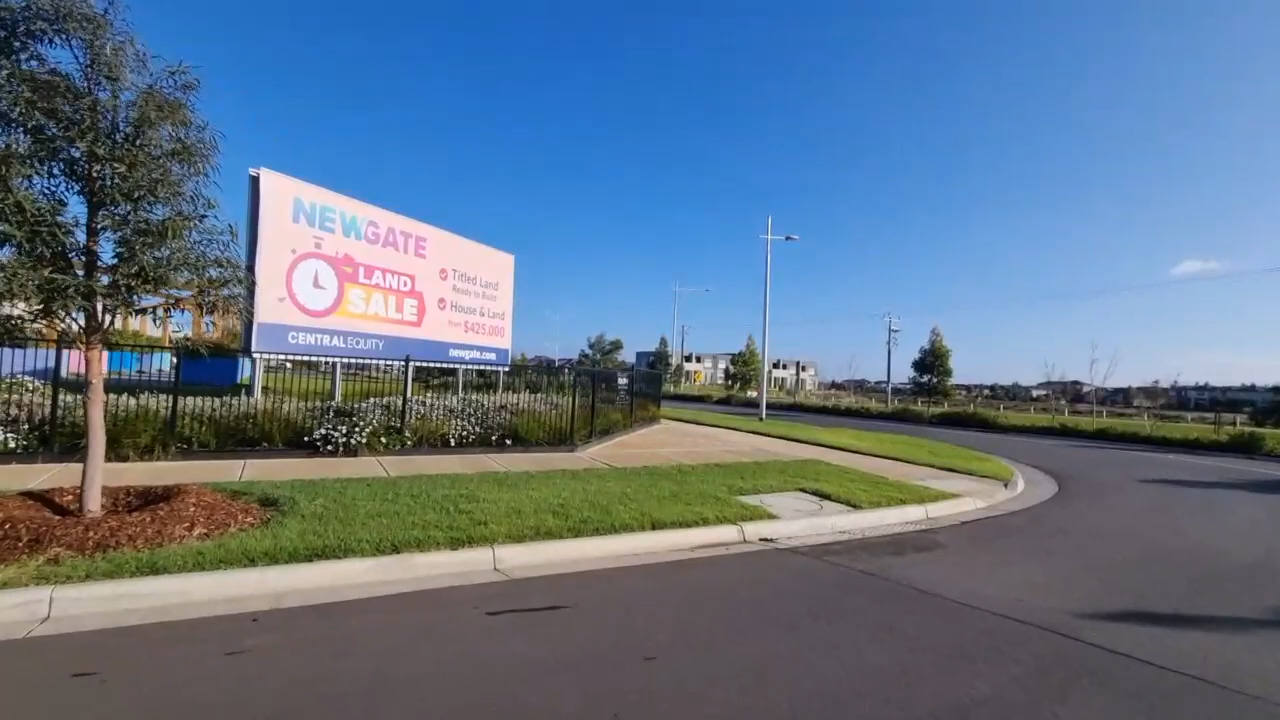 NEWGATE
LAND
SALE
Titled Land
Ready to Build
House & Land
from $425,000
CENTRAL EQUITY
newgate.com